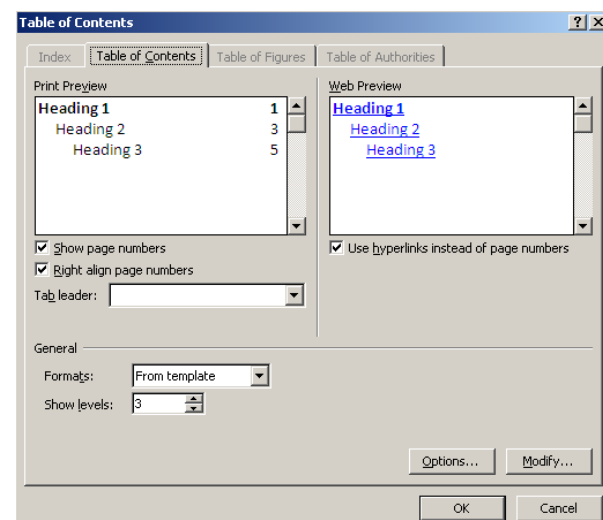 Table of Contents
Index Table of Contents Table of Figures Table of Authorities
Print Preview
Heading 1 1
Heading 2 3
Heading 3 5
Show page numbers
Right align page numbers
Tab leader:
Web Preview
Heading 1
Heading 2
Heading 3
Use hyperlinks instead of page numbers
General
Formats: From template
Show levels: 3
Options... Modify...
OK Cancel